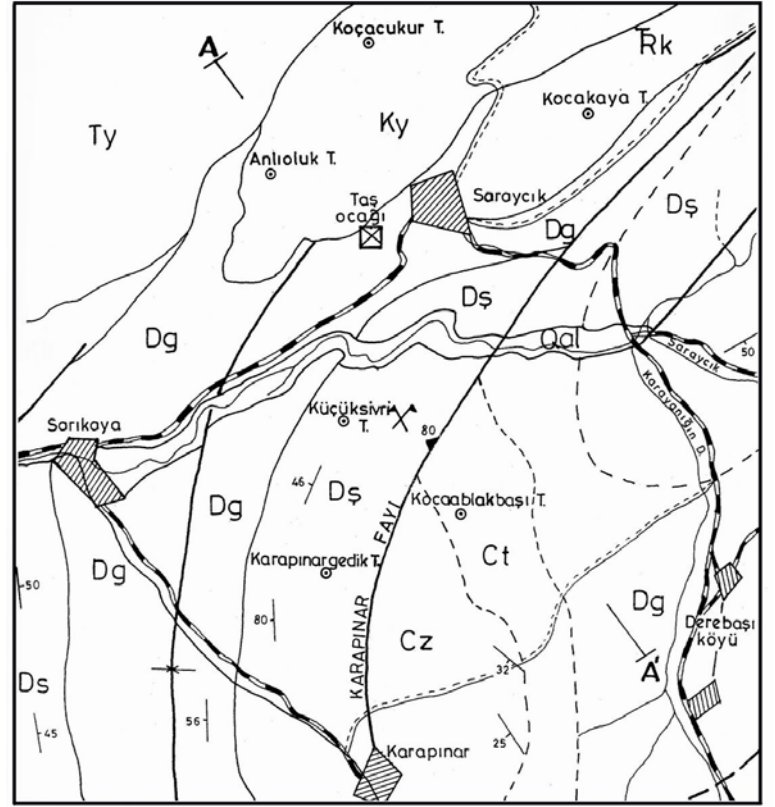 Koçacukur T.
A
Ŧk
Ty
Ky
Kocakaya T.
Anlıoluk T.
Taş
ocağı
Saraycık
Dş
Dg
Dş
Dg
Qal
Saraycık
50
Karayanığın D.
Sarıkaya
Küçüksivri
T.
80
46
Dş
Dg
Kocaablakbaşı T.
Karapınargedik T.
Ct
Dg
50
Dg
KARAPINAR FAYI
80
Cz
Derebaşı
köyü
A'
32
Ds
56
45
25
Karapınar